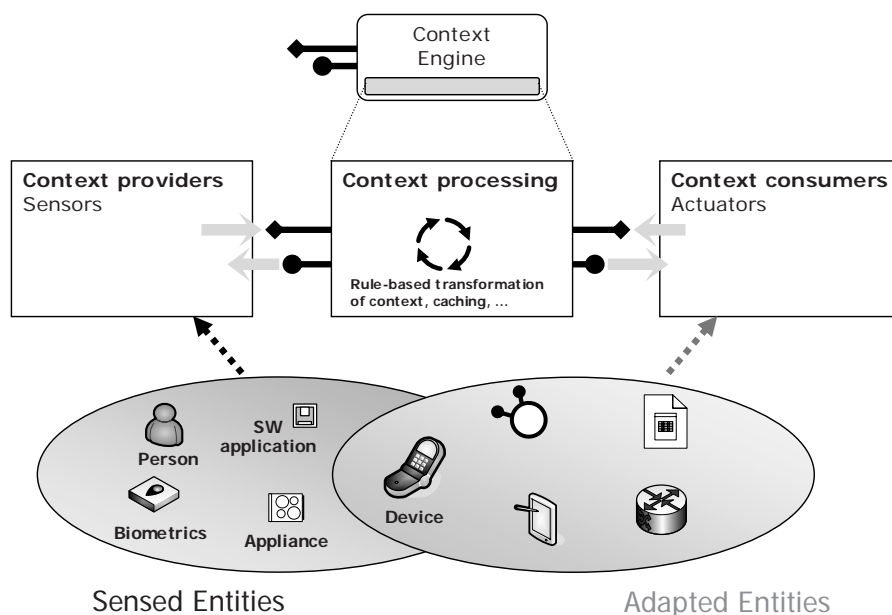 Context
Engine
Context providers
Sensors
Context processing
Rule-based transformation
of context, caching, ...
Context consumers
Actuators
Person
SW
application
Biometrics
Appliance
Device
Sensed Entities
Adapted Entities